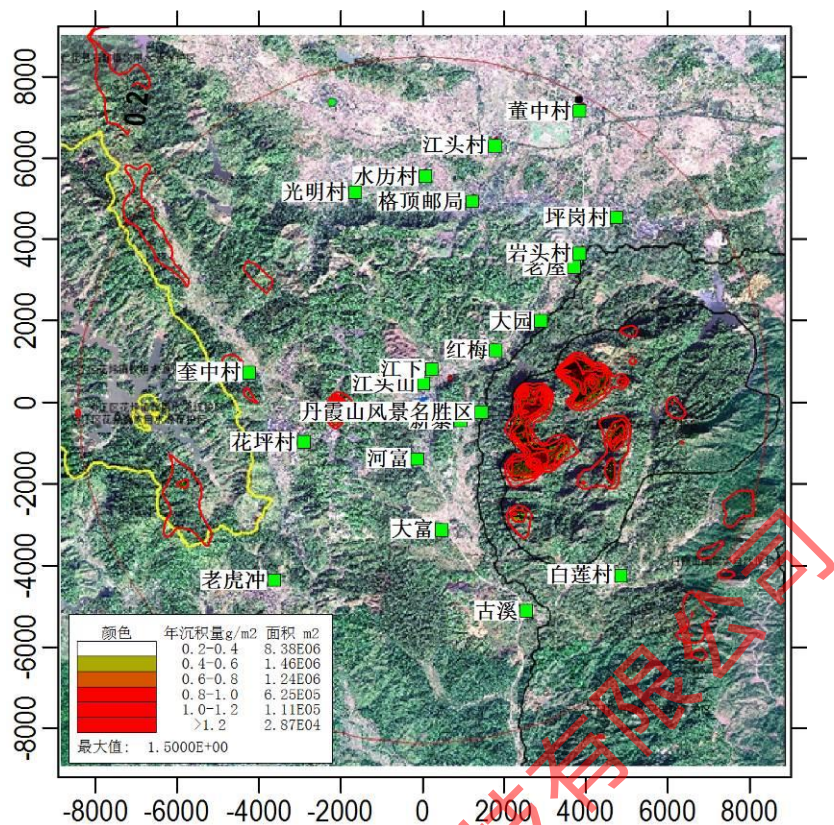 8000
6000
4000
2000
0
-2000
-4000
-6000
-8000
-8000 -6000 -4000 -2000 0 2000 4000 6000 8000
0.2
董中村
江头村
水历村
光明村
格顶邮局
坪岗村
岩头村
老屋
大园
红梅
江下
奎中村
江头山
丹霞山风景名胜区
花坪村
河富
大富
老虎冲
白莲村
古溪
颜色 年沉积量g/m2 面积 m2
0.2-0.4 8.38E06
0.4-0.6 1.46E06
0.6-0.8 1.24E06
0.8-1.0 6.25E05
1.0-1.2 1.11E05
>1.2 2.87E04
最大值: 1.5000E+00
技有限公司